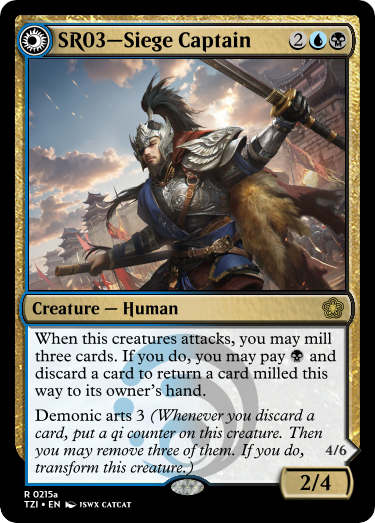 SR03—Siege Captain 2
Creature — Human
When this creatures attacks, you may mill
three cards. If you do, you may pay and
discard a card to return a card milled this
way to its owner's hand.
Demonic arts 3 (Whenever you discard a
card, put a qi counter on this creature. Then
you may remove three of them. If you do,
transform this creature.)
4/6
2/4
R 0215a
TZI • EN JSWX CATCAT